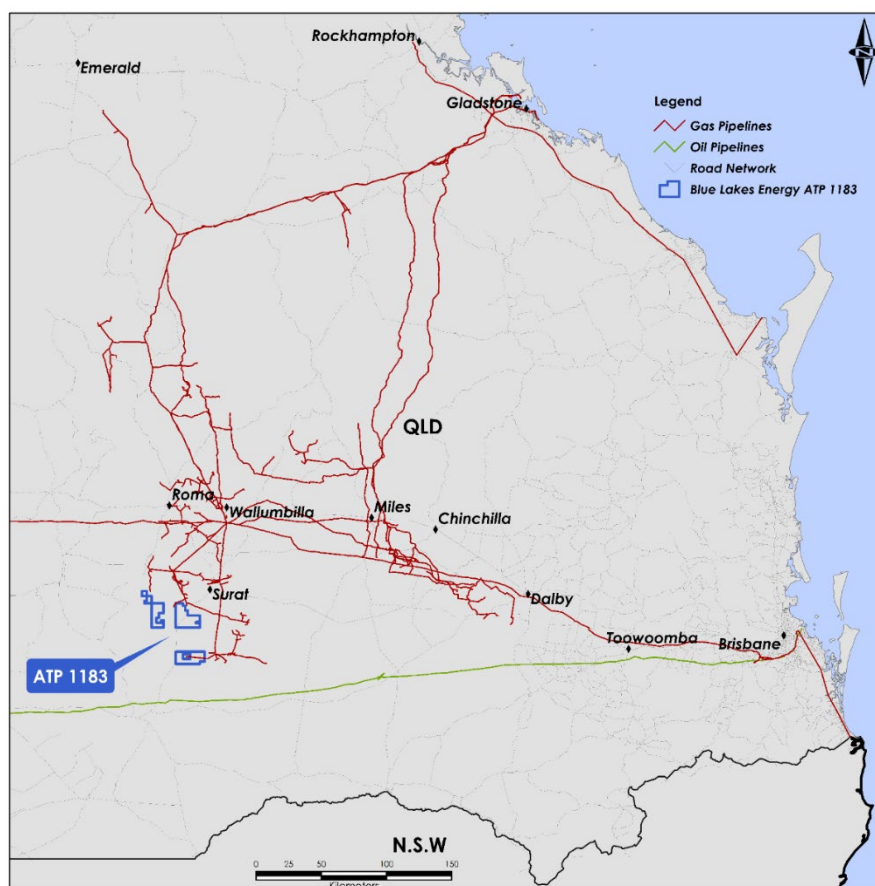 Rockhampton
Emerald
Gladstone
Legend
Gas Pipelines
Oil Pipelines
Road Network
Blue Lakes Energy ATP 1183
QLD
Roma
Wallumbilla
Miles
Chinchilla
Surat
Dalby
Toowoomba
Brisbane
ATP 1183
N.S.W
0 25 50 100 150
Kilometers